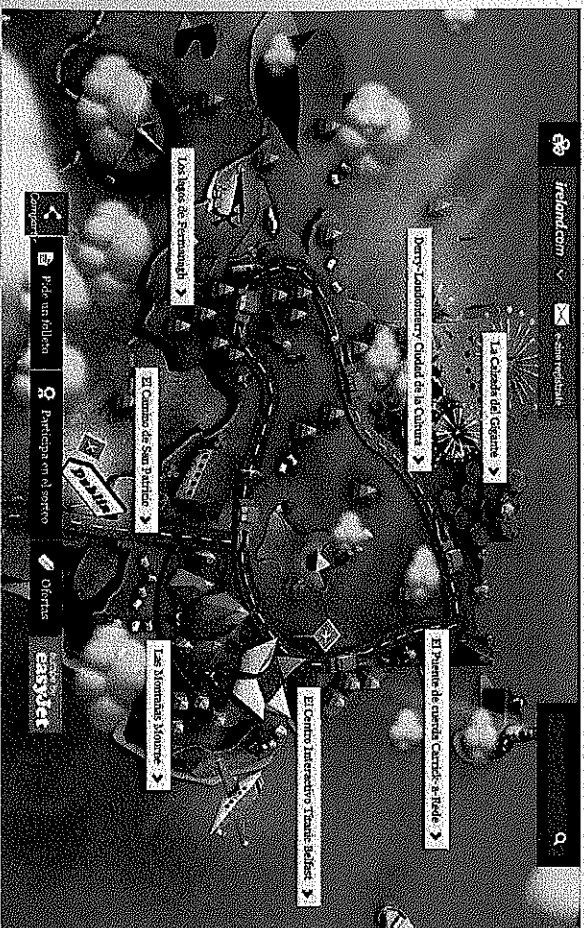 ireland.com
La Calzada del Gigante
Derry-Londonderry Ciudad de la Cultura
El Puente de cuerda Carrick-a-Rede
Los lagos de Fermanagh
El Centro Interactivo Titanic Belfast
El Camino de San Patricio
Las Montañas Mourne
Dublin
Pide un folleto
Participa en el sorteo
Ofertas
easyJet